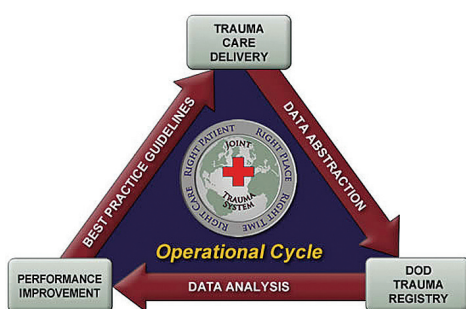 TRAUMA
CARE
DELIVERY
BEST PRACTICE GUIDELINES
DATA ABSTRACTION
RIGHT PATIENT
RIGHT PLACE
RIGHT TIME
RIGHT CARE
JOINT
TRAUMA
SYSTEM
Operational Cycle
PERFORMANCE
IMPROVEMENT
DATA ANALYSIS
DOD
TRAUMA
REGISTRY